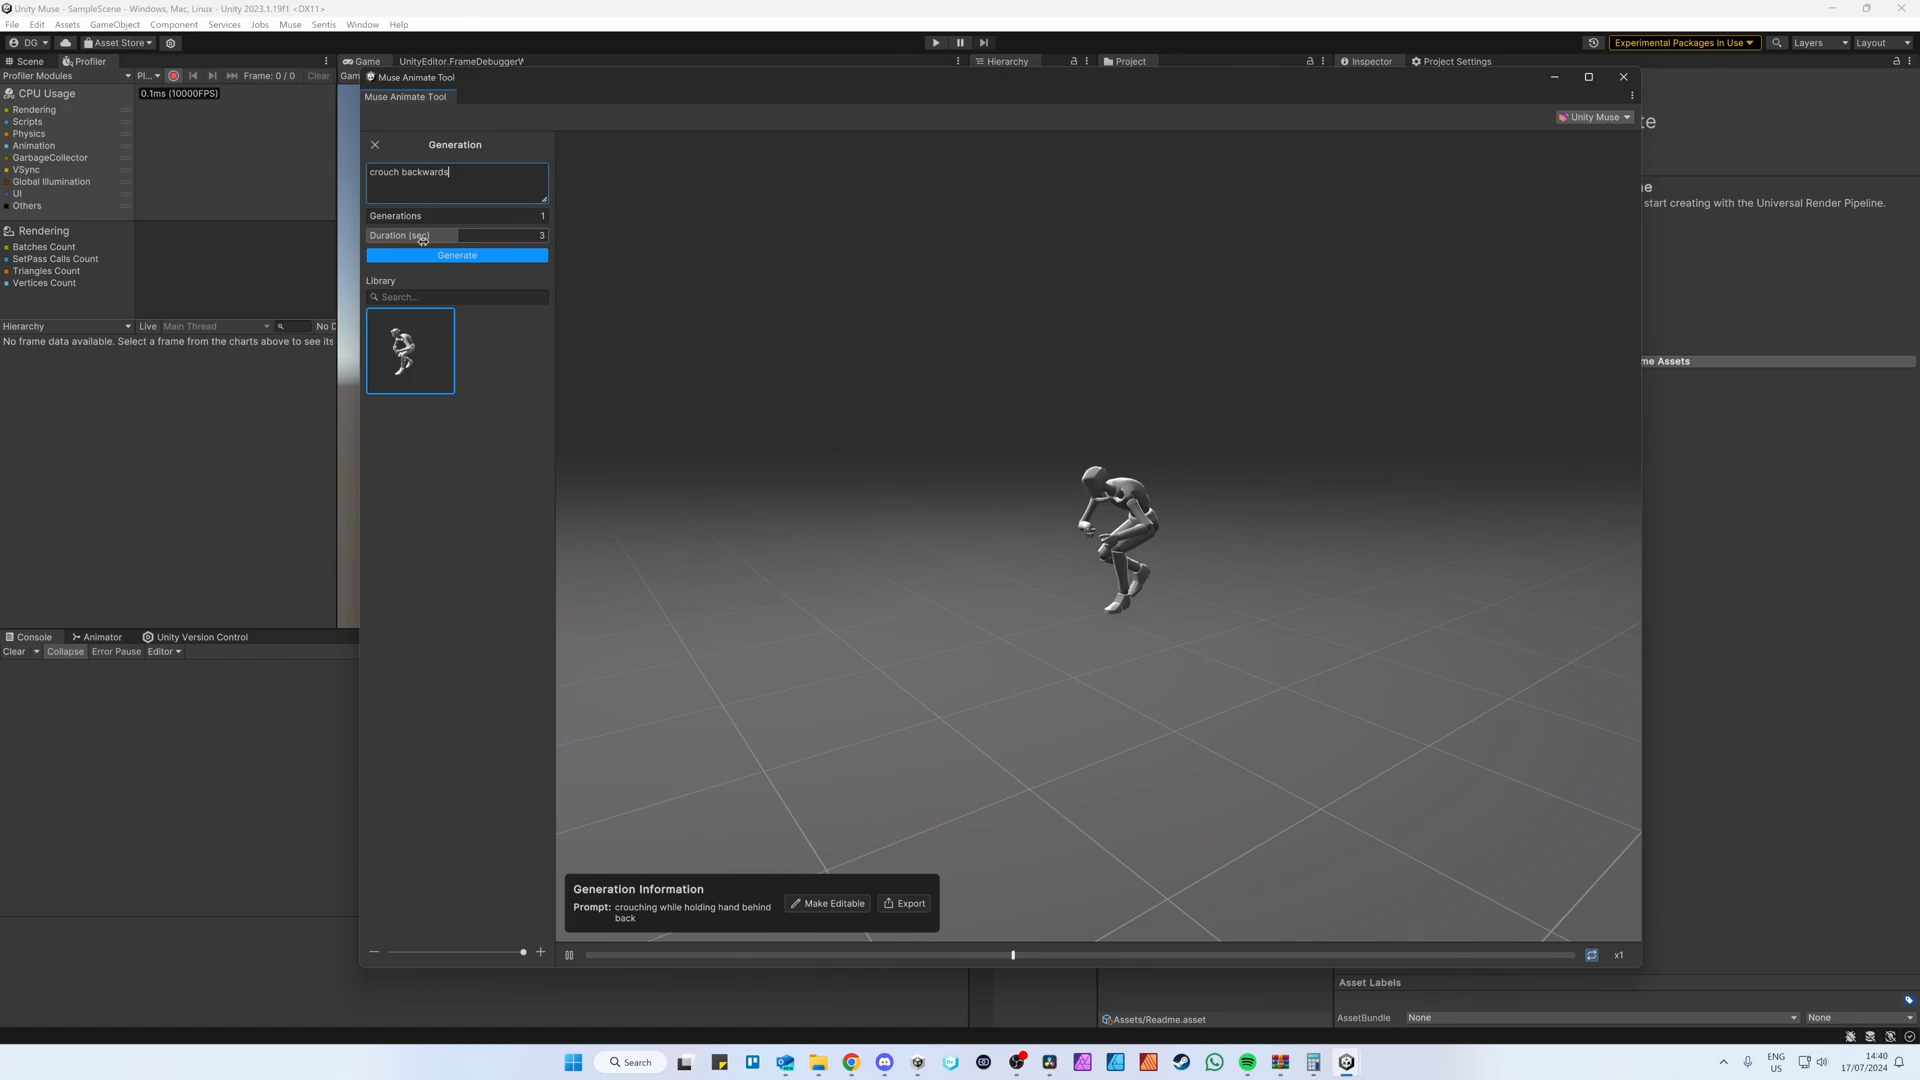 Unity Muse - SampleScene - Windows, Mac, Linux - Unity 2023.1.19f1 <DX11>
File Edit Assets GameObject Component Services Jobs Muse Sentis Window Help
DG Asset Store Experimental Packages In Use Layers Layout
Scene Profiler Game UnityEditor.FrameDebuggerW Hierarchy Project Inspector Project Settings
Profiler Modules Pl... Frame: 0 / 0 Clear Gam
Muse Animate Tool
CPU Usage
0.1ms (10000FPS)
Rendering
Scripts
Physics
Animation
GarbageCollector
VSync
Global Illumination
UI
Others
Rendering
Batches Count
SetPass Calls Count
Triangles Count
Vertices Count
Hierarchy Live Main Thread No D
No frame data available. Select a frame from the charts above to see its
Muse Animate Tool
Unity Muse
Generation
crouch backwards
Generations 1
Duration (sec) 3
Generate
Library
Search...
Generation Information
Prompt: crouching while holding hand behind
back
Make Editable
Export
x1
te
ne
start creating with the Universal Render Pipeline.
me Assets
Console Animator Unity Version Control
Clear Collapse Error Pause Editor
Asset Labels
Assets/Readme.asset
AssetBundle None None
Search
ENG
US
14:40
17/07/2024